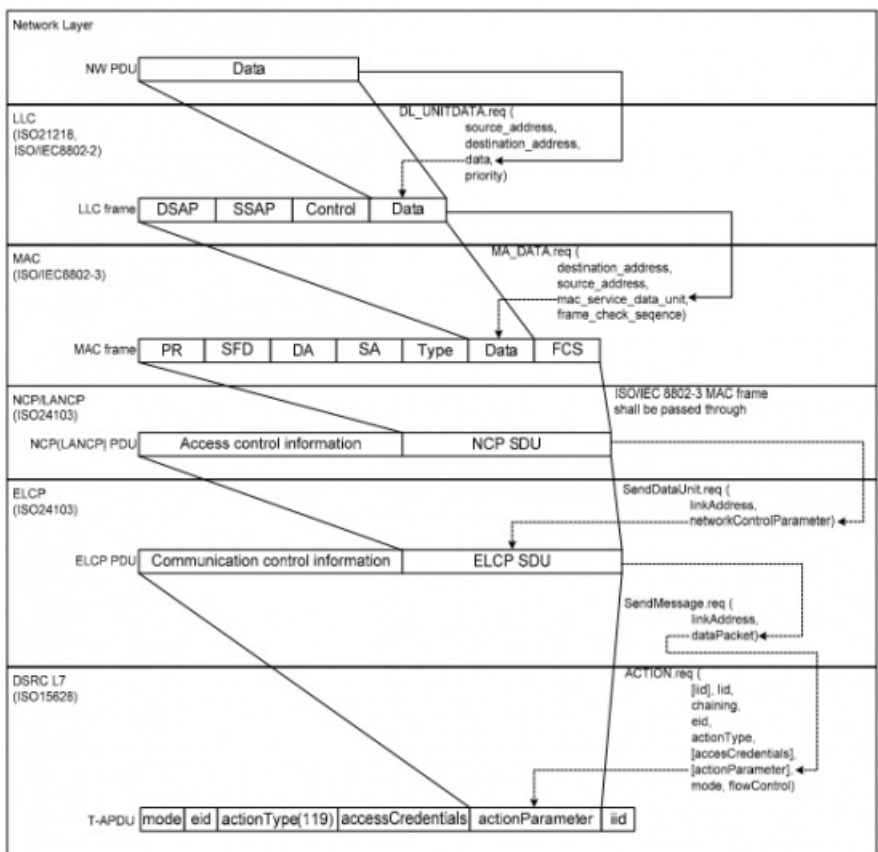 Network Layer
NW PDU
Data
LLC
(ISO21218,
ISO/IEC8802-2)
DL_UNITDATA.req (
source_address,
destination_address,
data,
priority)
LLC frame
DSAP
SSAP
Control
Data
MAC
(ISO/IEC8802-3)
MA_DATA.req (
destination_address,
source_address,
mac_service_data_unit,
frame_check_seqence)
MAC frame
PR
SFD
DA
SA
Type
Data
FCS
NCP/LANCP
(ISO24103)
ISO/IEC 8802-3 MAC frame
shall be passed through
NCP(LANCP) PDU
Access control information
NCP SDU
ELCP
(ISO24103)
SendDataUnit.req (
linkAddress,
networkControlParameter)
ELCP PDU
Communication control information
ELCP SDU
SendMessage.req (
linkAddress,
dataPacket)
DSRC L7
(ISO15628)
ACTION.req (
[iid], lid,
chaining,
eid,
actionType,
[accesCredentials],
[actionParameter],
mode, flowControl)
T-APDU
mode
eid
actionType(119)
accessCredentials
actionParameter
iid